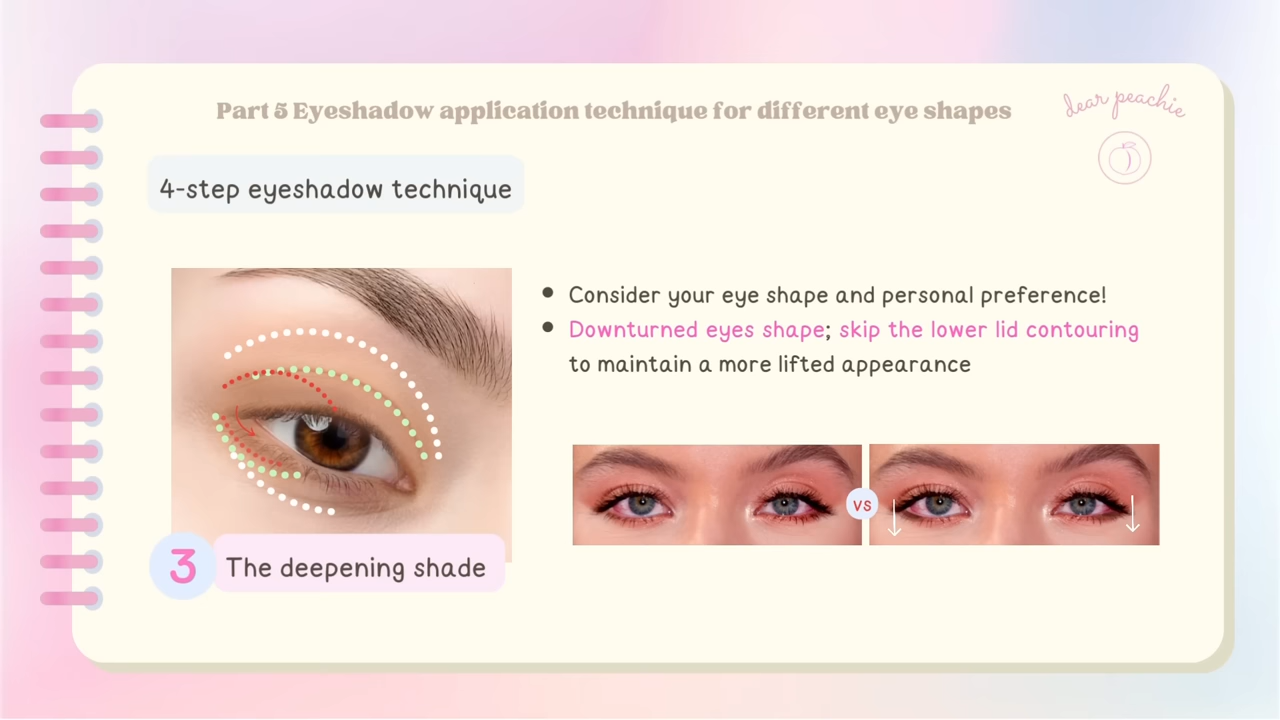 Part 5 Eyeshadow application technique for different eye shapes
dear peachie
4-step eyeshadow technique
• Consider your eye shape and personal preference!
• Downturned eyes shape; skip the lower lid contouring
to maintain a more lifted appearance
vs
3 The deepening shade